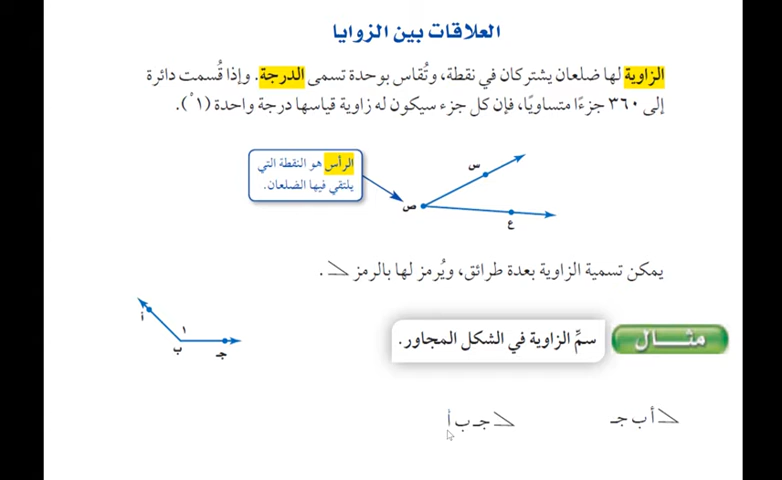 العلاقات بين الزوايا
الزاوية لها ضلعان يشتركان في نقطة، وتُقاس بوحدة تسمى الدرجة. وإذا قُسمت دائرة
إلى ٣٦٠ جزءًا متساويًا، فإن كل جزء سيكون له زاوية قياسها درجة واحدة (١°).
الرأس هو النقطة التي
يلتقي فيها الضلعان.
س
ص
ع
يمكن تسمية الزاوية بعدة طرائق، ويُرمز لها بالرمز ∠.
أ
١
ب
جـ
مثـال
سمِّ الزاوية في الشكل المجاور.
∠ أ ب جـ
∠ جـ ب أ